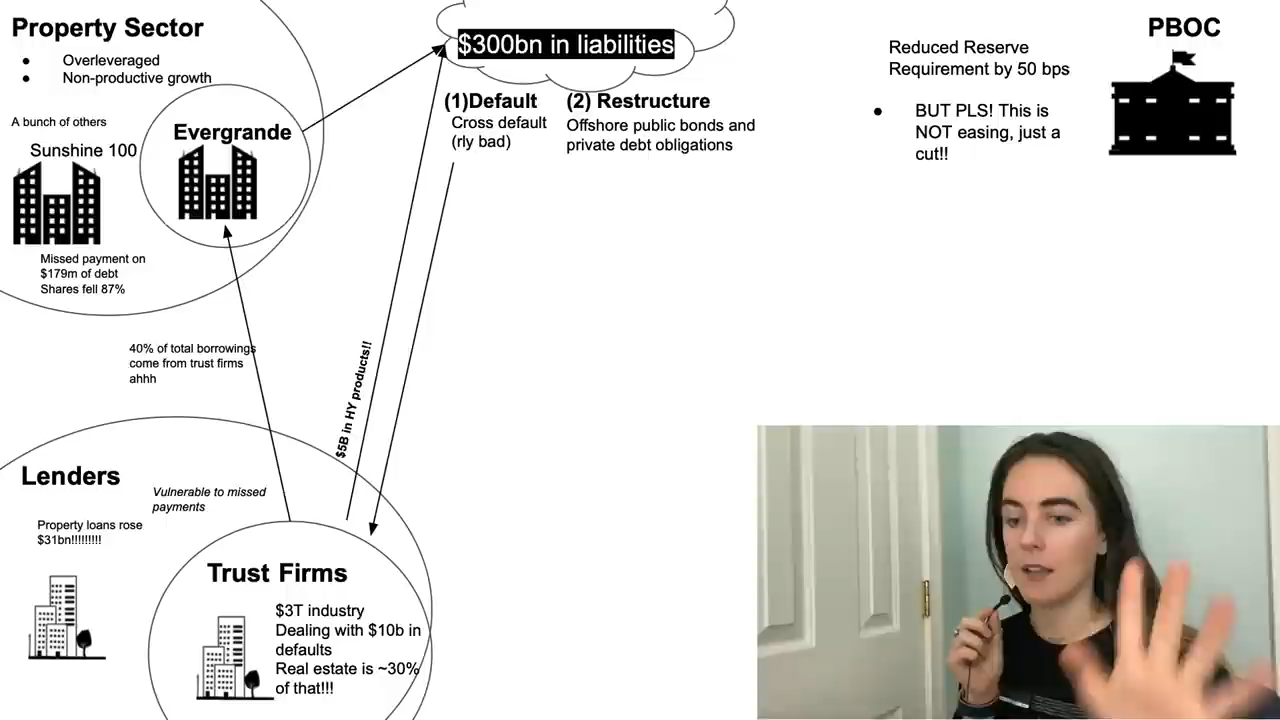 Property Sector
● Overleveraged
● Non-productive growth
A bunch of others
Sunshine 100
Evergrande
Missed payment on
$179m of debt
Shares fell 87%
$300bn in liabilities
(1)Default
Cross default
(rly bad)
(2) Restructure
Offshore public bonds and
private debt obligations
PBOC
Reduced Reserve
Requirement by 50 bps
● BUT PLS! This is
NOT easing, just a
cut!!
40% of total borrowings
come from trust firms
ahhh
$5B in HY products!!
Lenders
Vulnerable to missed
payments
Property loans rose
$31bn!!!!!!!!!
Trust Firms
$3T industry
Dealing with $10b in
defaults
Real estate is ~30%
of that!!!